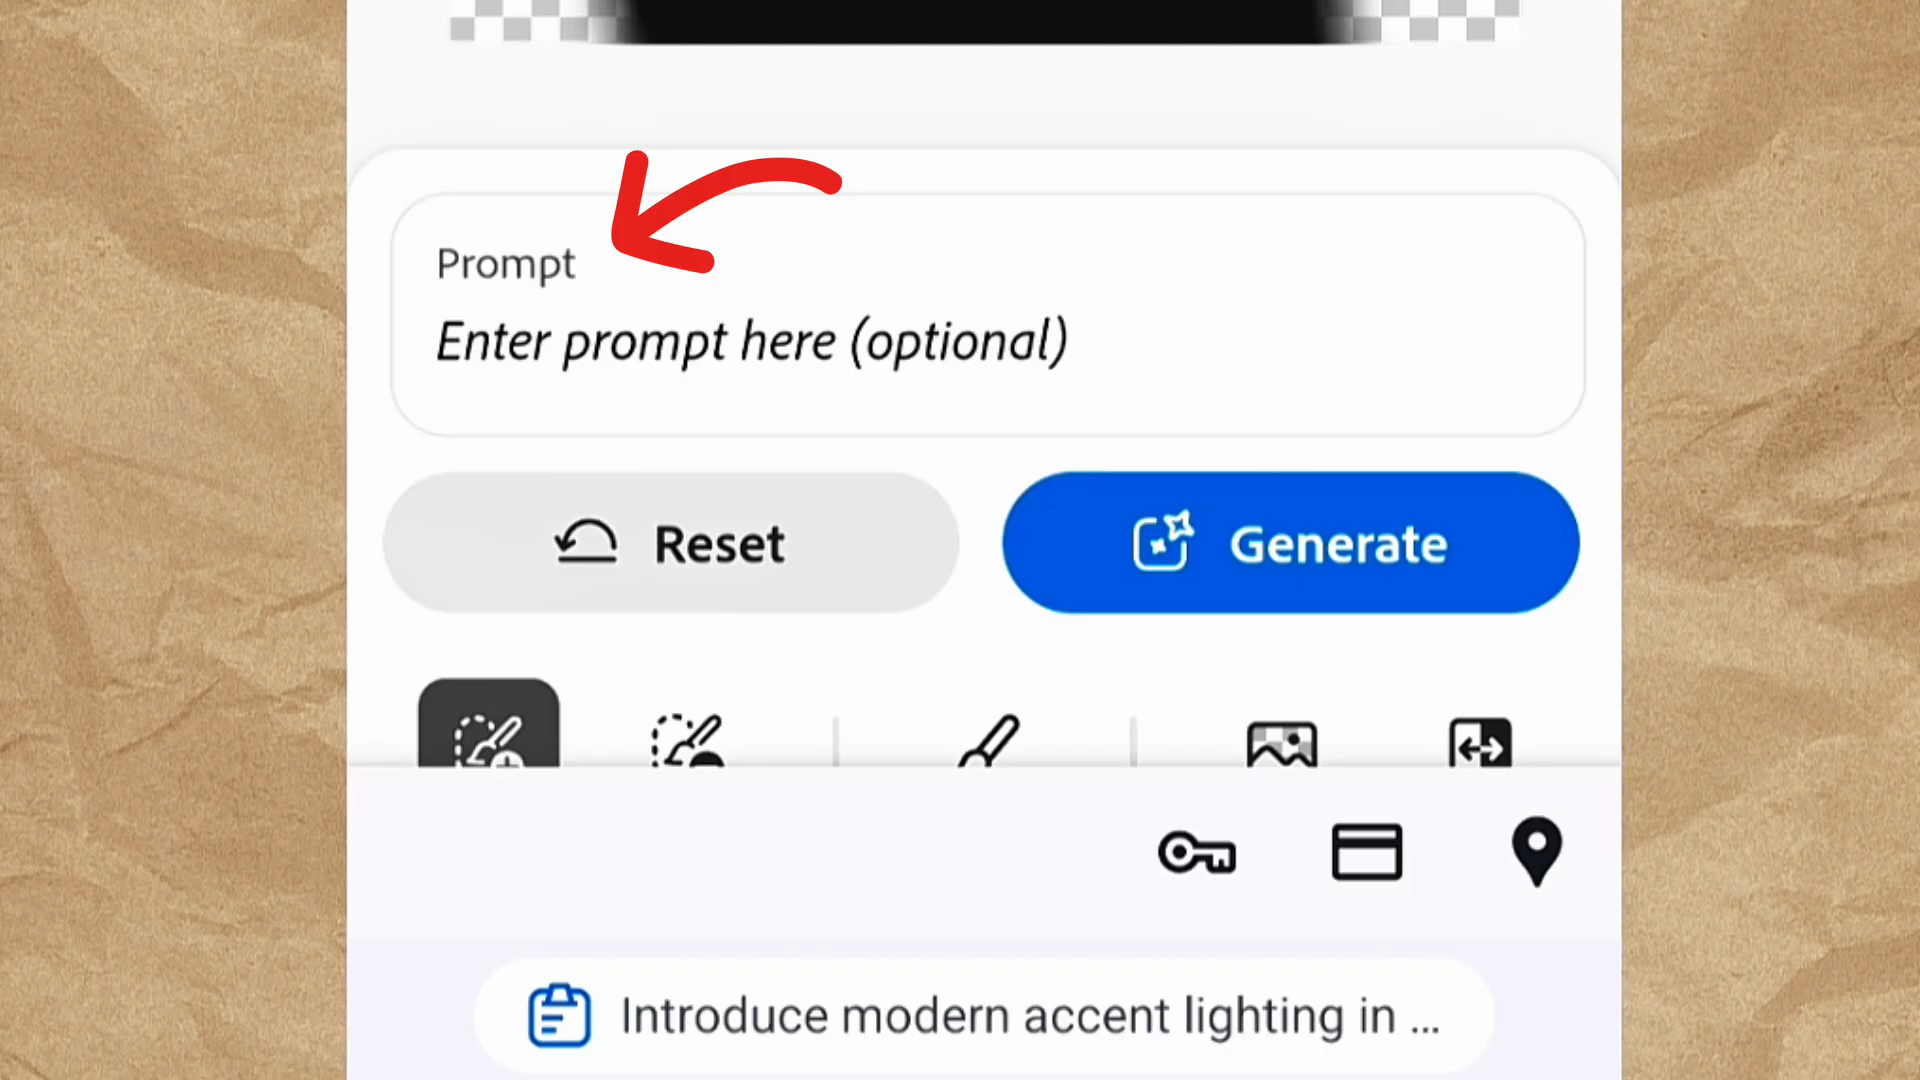 Prompt
Enter prompt here (optional)
Reset
Generate
Introduce modern accent lighting in ...